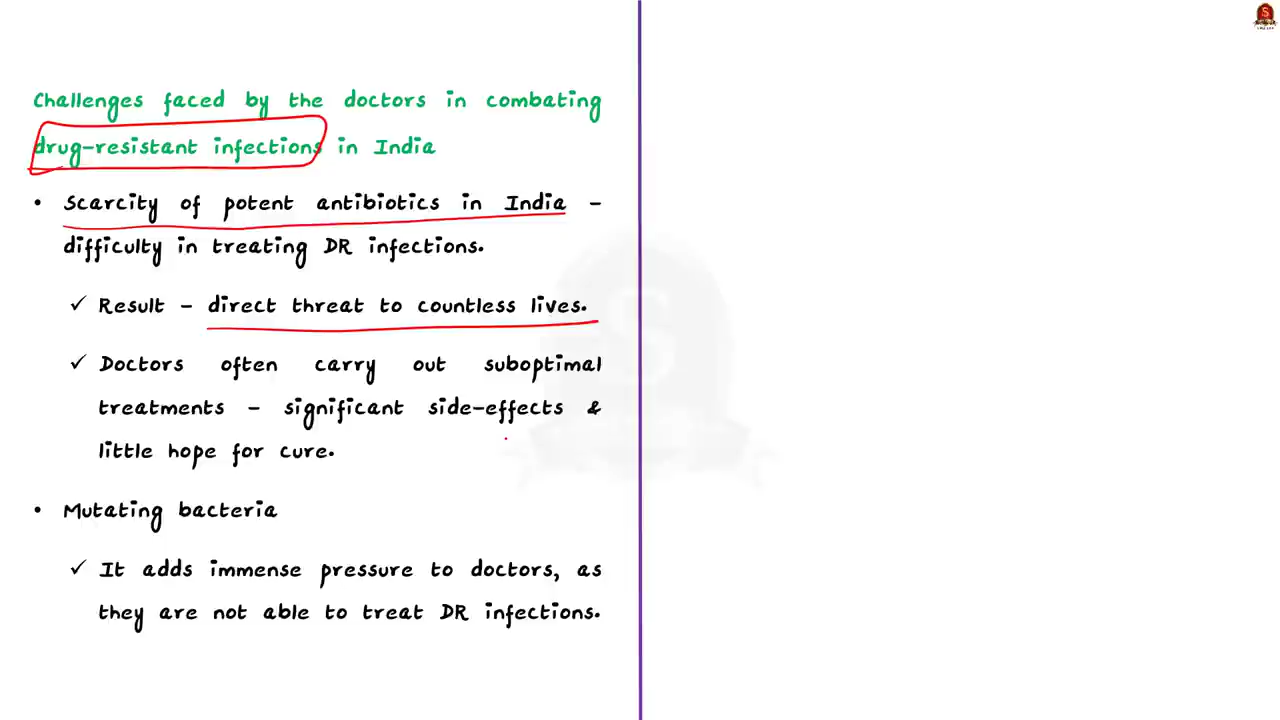 Challenges faced by the doctors in combating
drug-resistant infections in India
• Scarcity of potent antibiotics in India –
difficulty in treating DR infections.
✓ Result – direct threat to countless lives.
✓ Doctors often carry out suboptimal
treatments – significant side-effects &
little hope for cure.
• Mutating bacteria
✓ It adds immense pressure to doctors, as
they are not able to treat DR infections.